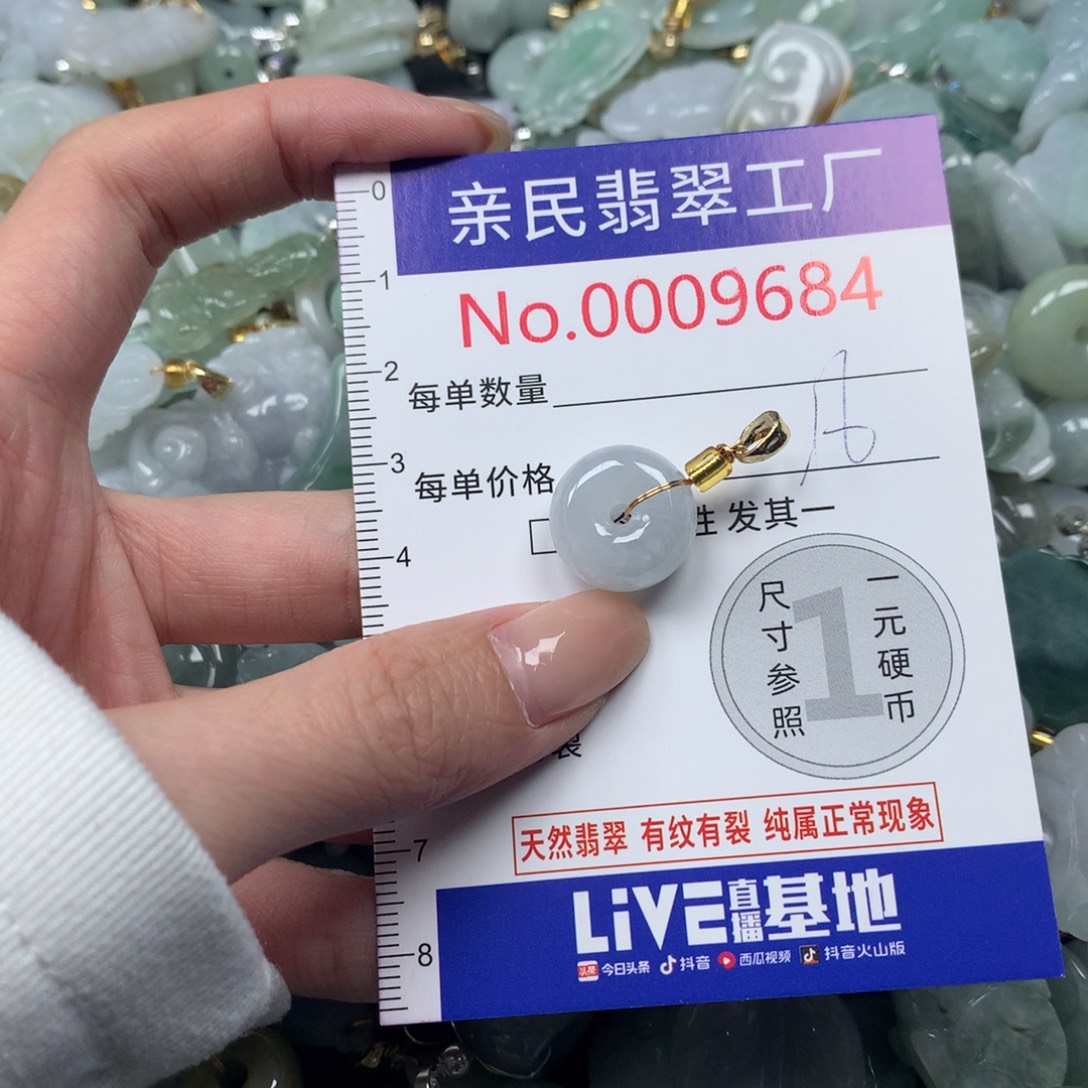 亲民翡翠工厂
No.0009684
每单数量
每单价格
发其一
尺寸参照
1
一元硬币
裂
天然翡翠 有纹有裂 纯属正常现象
LiVE直播基地
头条 今日头条 抖音 西瓜视频 抖音火山版
0
1
2
3
4
7
8